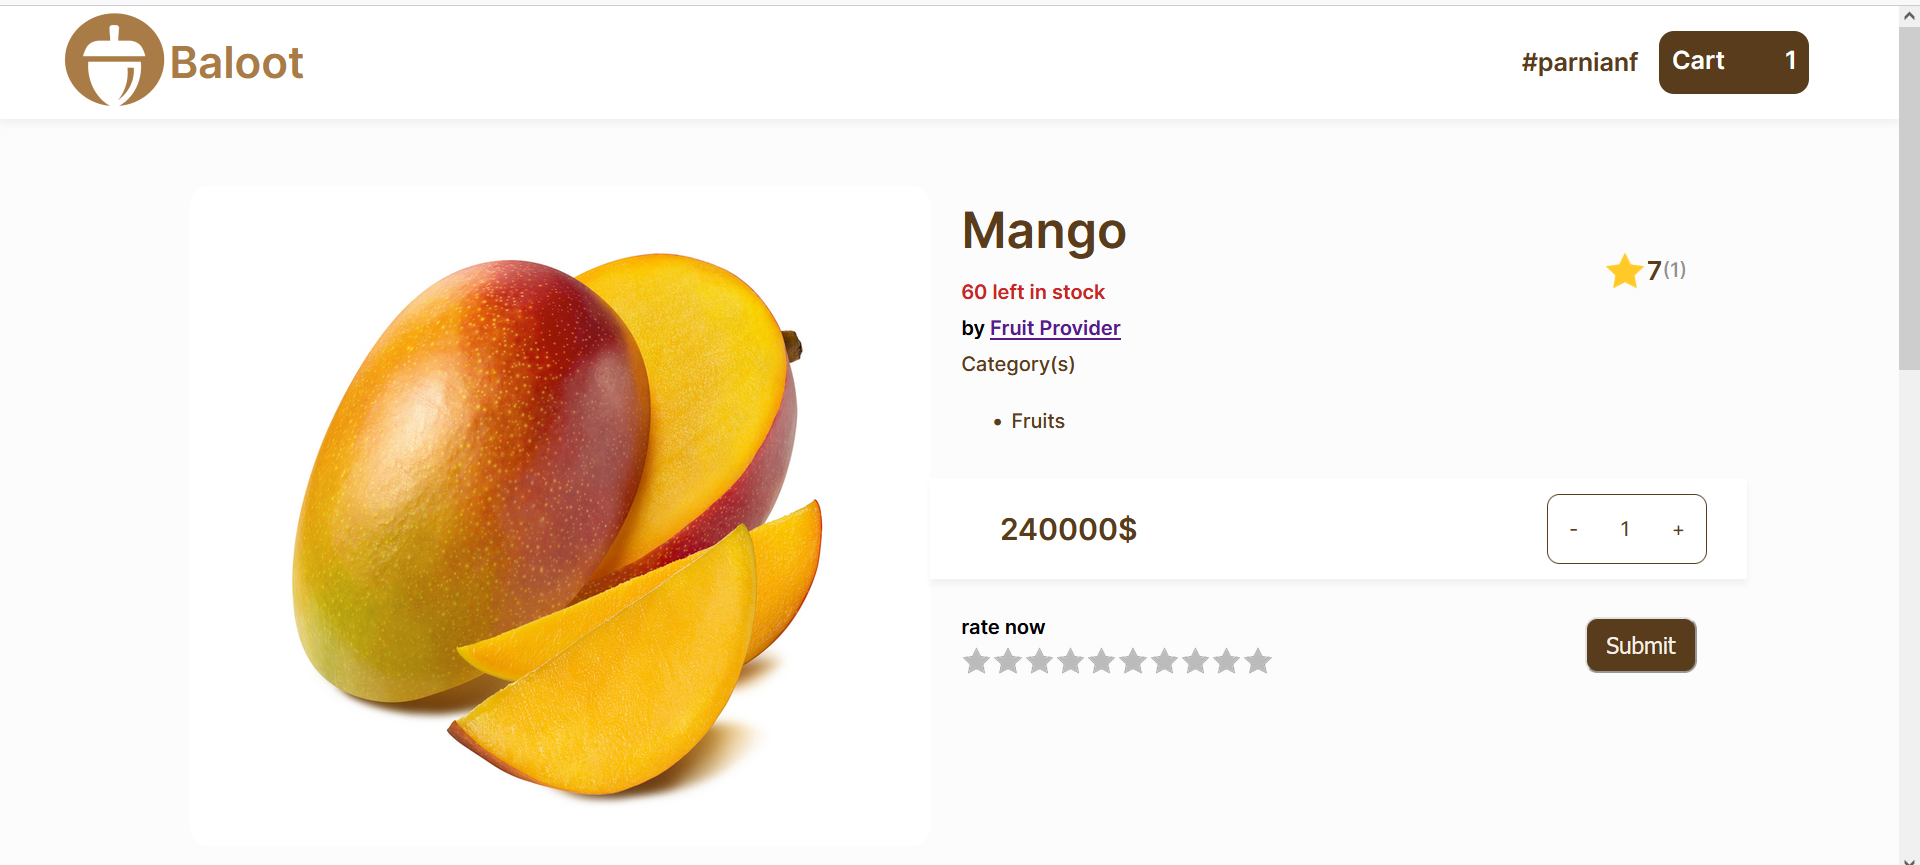 Baloot
#parnianf
Cart 1
Mango
7(1)
60 left in stock
by Fruit Provider
Category(s)
• Fruits
240000$
- 1 +
rate now
Submit